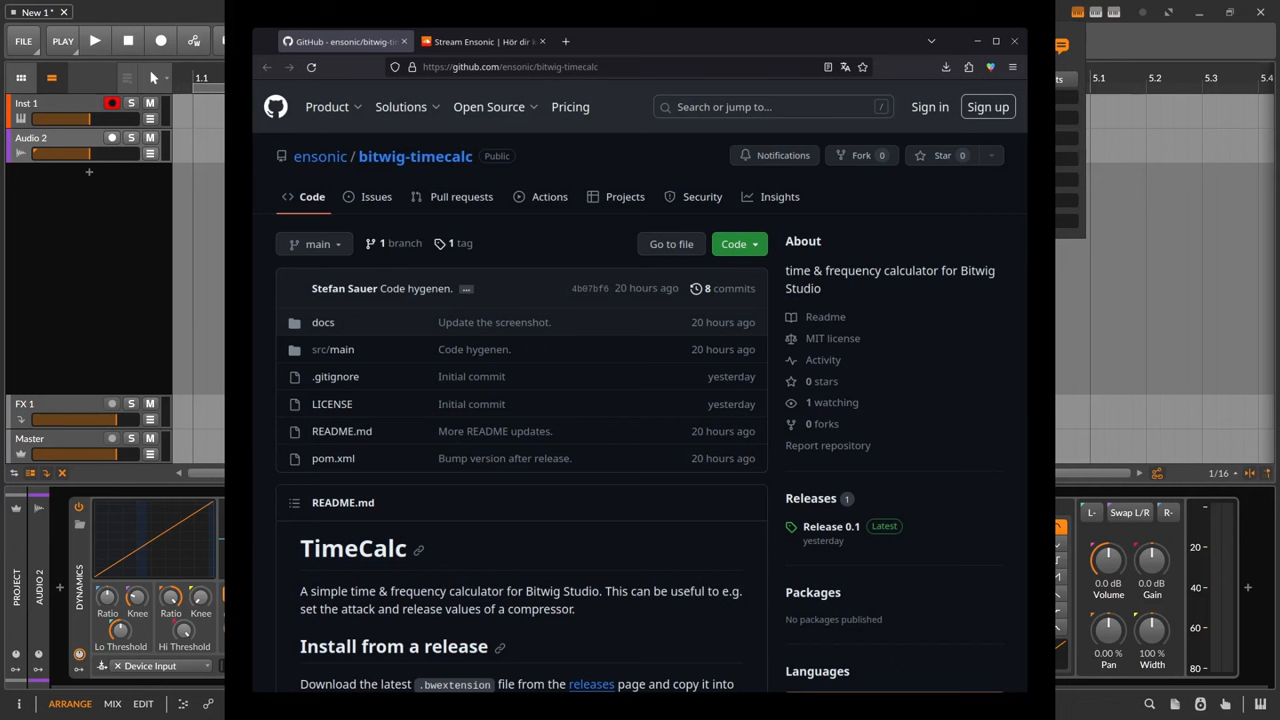 New 1 *
FILE
PLAY
1.1
5.1
5.2
5.3
5.4
Inst 1
S
M
Audio 2
S
M
FX 1
S
M
Master
S
M
1/16
PROJECT
AUDIO 2
DYNAMICS
Ratio
Knee
Ratio
Knee
Lo Threshold
Hi Threshold
Device Input
ARRANGE
MIX
EDIT
GitHub - ensonic/bitwig-ti
Stream Ensonic | Hör dir k
https://github.com/ensonic/bitwig-timecalc
Product
Solutions
Open Source
Pricing
Search or jump to...
/
Sign in
Sign up
ensonic / bitwig-timecalc
Public
Notifications
Fork 0
Star 0
Code
Issues
Pull requests
Actions
Projects
Security
Insights
main
1 branch
1 tag
Go to file
Code
Stefan Sauer Code hygenen. ...
4b07bf6 20 hours ago
8 commits
docs
Update the screenshot.
20 hours ago
src/main
Code hygenen.
20 hours ago
.gitignore
Initial commit
yesterday
LICENSE
Initial commit
yesterday
README.md
More README updates.
20 hours ago
pom.xml
Bump version after release.
20 hours ago
README.md
TimeCalc
A simple time & frequency calculator for Bitwig Studio. This can be useful to e.g.
set the attack and release values of a compressor.
Install from a release
Download the latest .bwextension file from the releases page and copy it into
About
time & frequency calculator for Bitwig
Studio
Readme
MIT license
Activity
0 stars
1 watching
0 forks
Report repository
Releases 1
Release 0.1 Latest
yesterday
Packages
No packages published
Languages
L-
Swap L/R
R-
0.0 dB
Volume
0.0 dB
Gain
0.00 %
Pan
100 %
Width
20
40
60
80